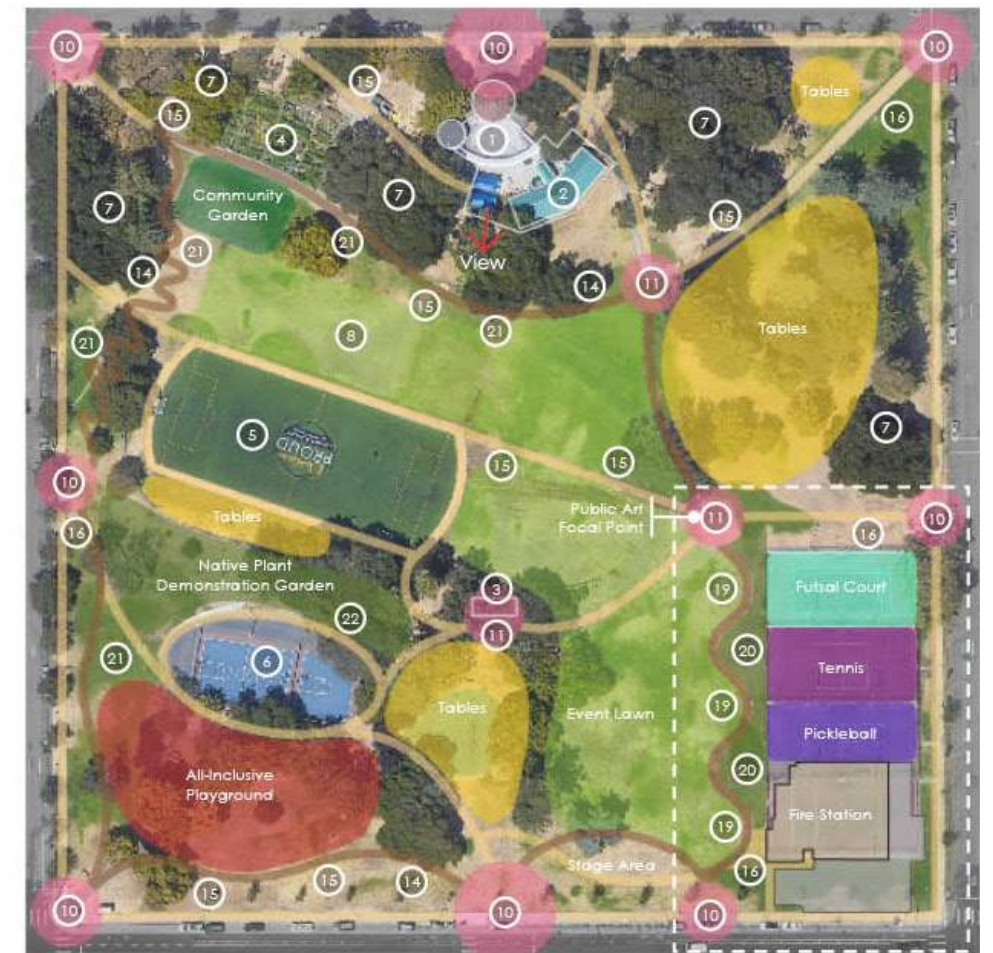 10
10
10
7
15
Tables
15
16
4
1
7
2
7
Community
Garden
7
15
21
21
View
14
14
11
15
21
8
21
Tables
7
5
PROUD
15
15
10
Public Art
Focal Point
11
10
Tables
16
16
Native Plant
Demonstration Garden
3
19
Futsal Court
22
11
20
21
6
Tennis
Tables
Event Lawn
19
Pickleball
All-Inclusive
Playground
20
Fire Station
19
Stage Area
16
15
15
14
10
10
10